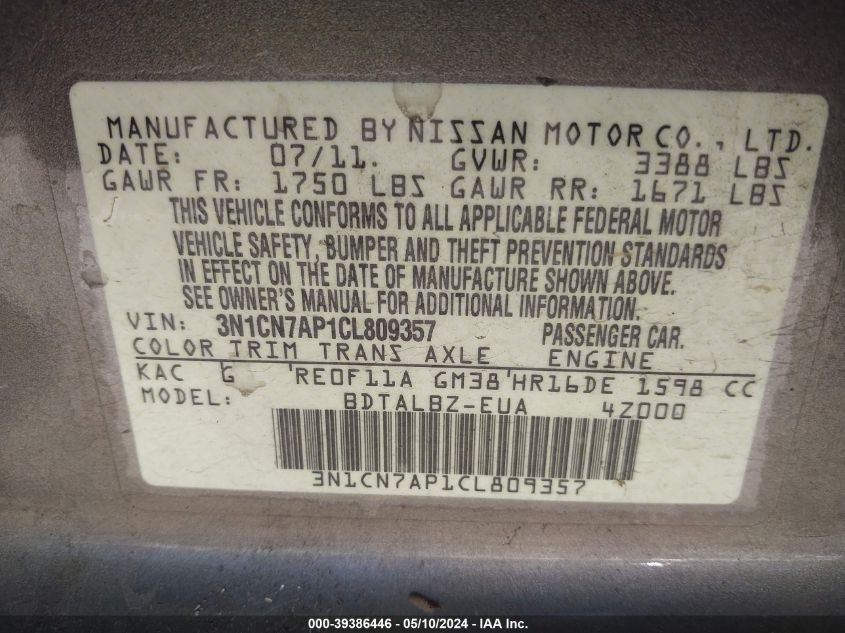 MANUFACTURED BY NISSAN MOTOR CO., LTD.
DATE: 07/11. GVWR: 3388 LBS
GAWR FR: 1750 LBS GAWR RR: 1671 LBS
THIS VEHICLE CONFORMS TO ALL APPLICABLE FEDERAL MOTOR
VEHICLE SAFETY, BUMPER AND THEFT PREVENTION STANDARDS
IN EFFECT ON THE DATE OF MANUFACTURE SHOWN ABOVE.
SEE OWNER'S MANUAL FOR ADDITIONAL INFORMATION.
VIN: 3N1CN7AP1CL809357 PASSENGER CAR.
COLOR TRIM TRANS AXLE ENGINE
KAC G 'RE0F11A GM38'HR16DE 1598 CC
MODEL: BDTALBZ-EUA 4Z000
3N1CN7AP1CL809357
000-39386446 - 05/10/2024 - IAA Inc.